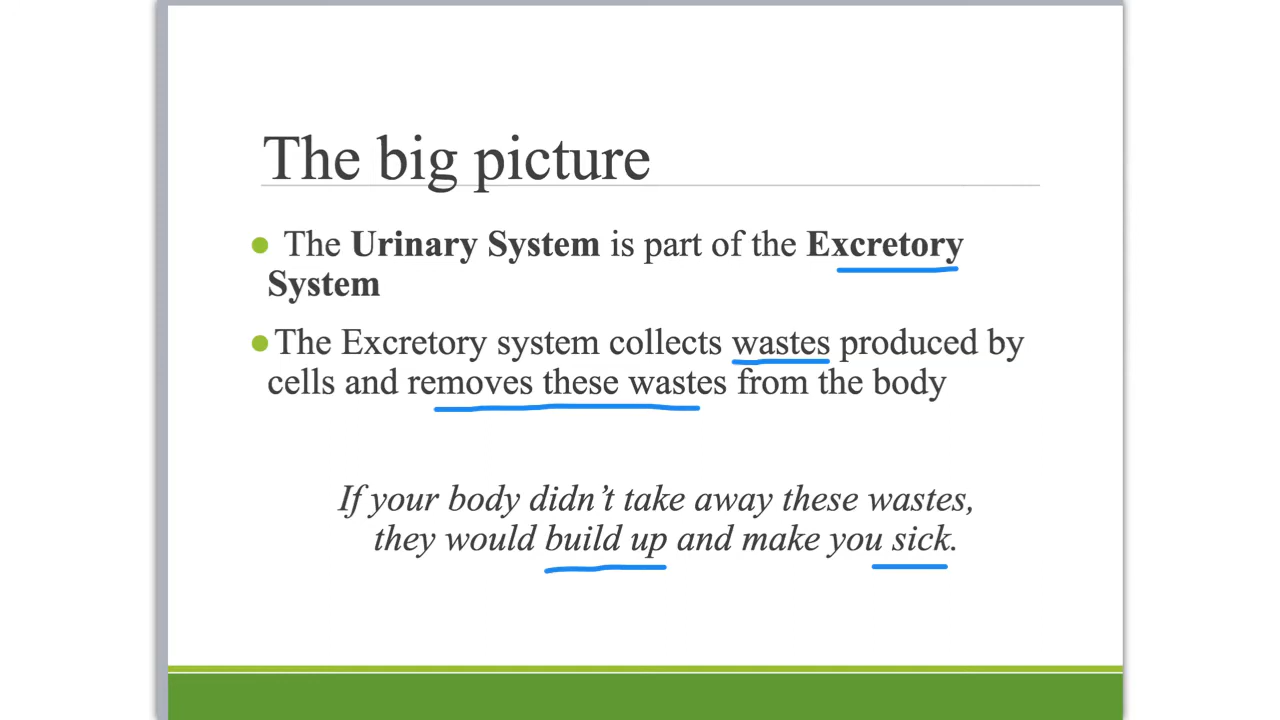 The big picture
The Urinary System is part of the Excretory
System
The Excretory system collects wastes produced by
cells and removes these wastes from the body
If your body didn’t take away these wastes,
they would build up and make you sick.